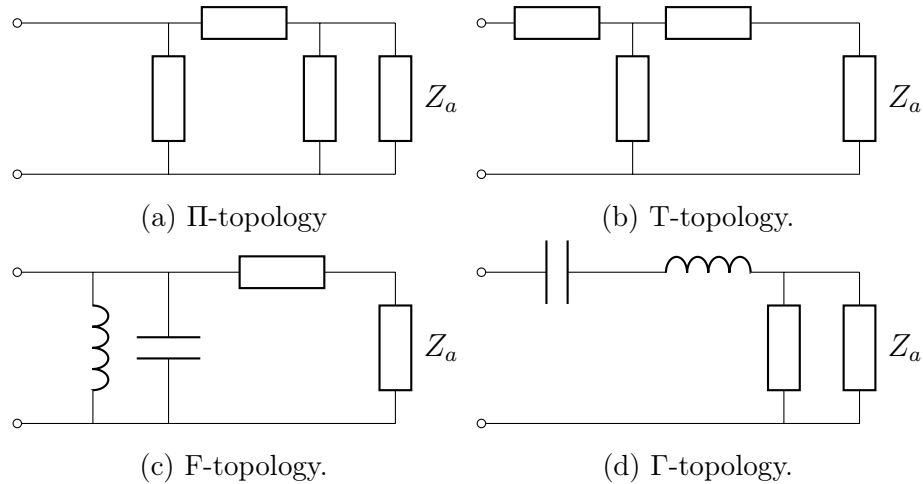 Z_a
Z_a
(a) Π-topology
(b) T-topology.
Z_a
Z_a
(c) F-topology.
(d) Γ-topology.